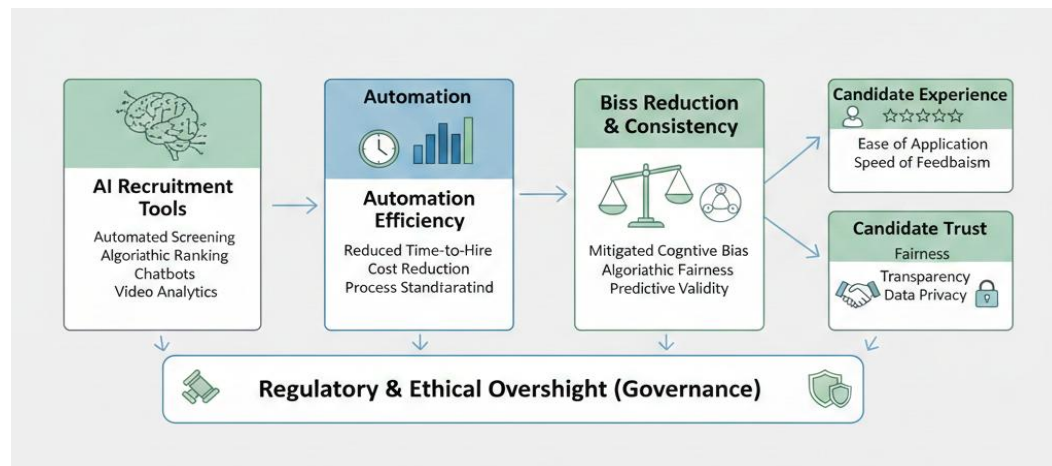 AI Recruitment
Tools
Automated Screening
Algoriathic Ranking
Chatbots
Video Analytics
Automation
Automation
Efficiency
Reduced Time-to-Hire
Cost Reduction
Process Standiaratind
Biss Reduction
& Consistency
Mitigated Cogntive Bias
Algoriathic Fairness
Predictive Validity
Candidate Experience
Ease of Application
Speed of Feedbaism
Candidate Trust
Fairness
Transparency
Data Privacy
Regulatory & Ethical Overshight (Governance)